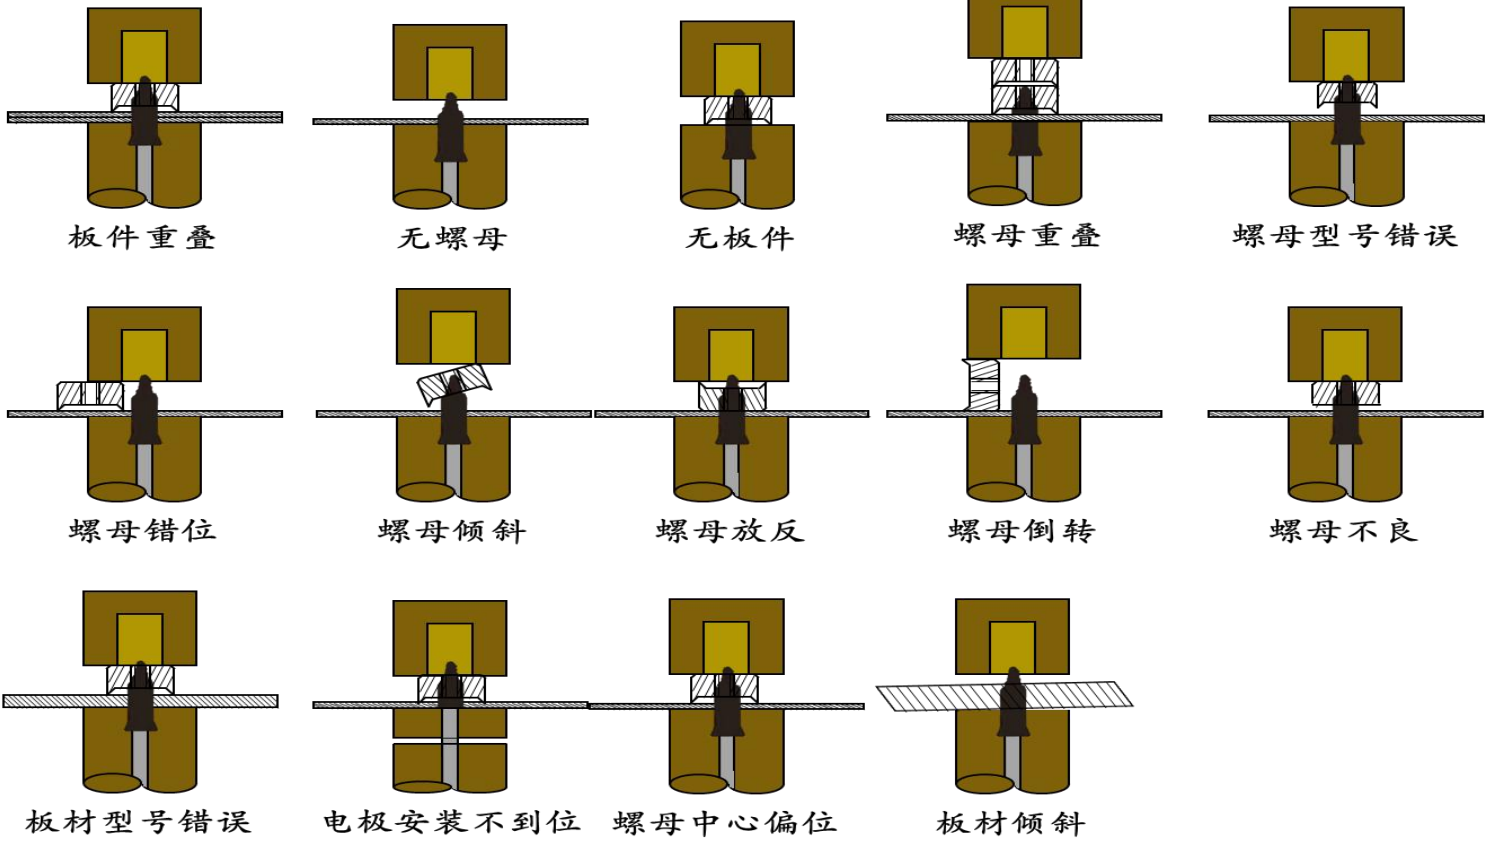 板件重叠
无螺母
无板件
螺母重叠
螺母型号错误
螺母错位
螺母倾斜
螺母放反
螺母倒转
螺母不良
板材型号错误
电极安装不到位
螺母中心偏位
板材倾斜